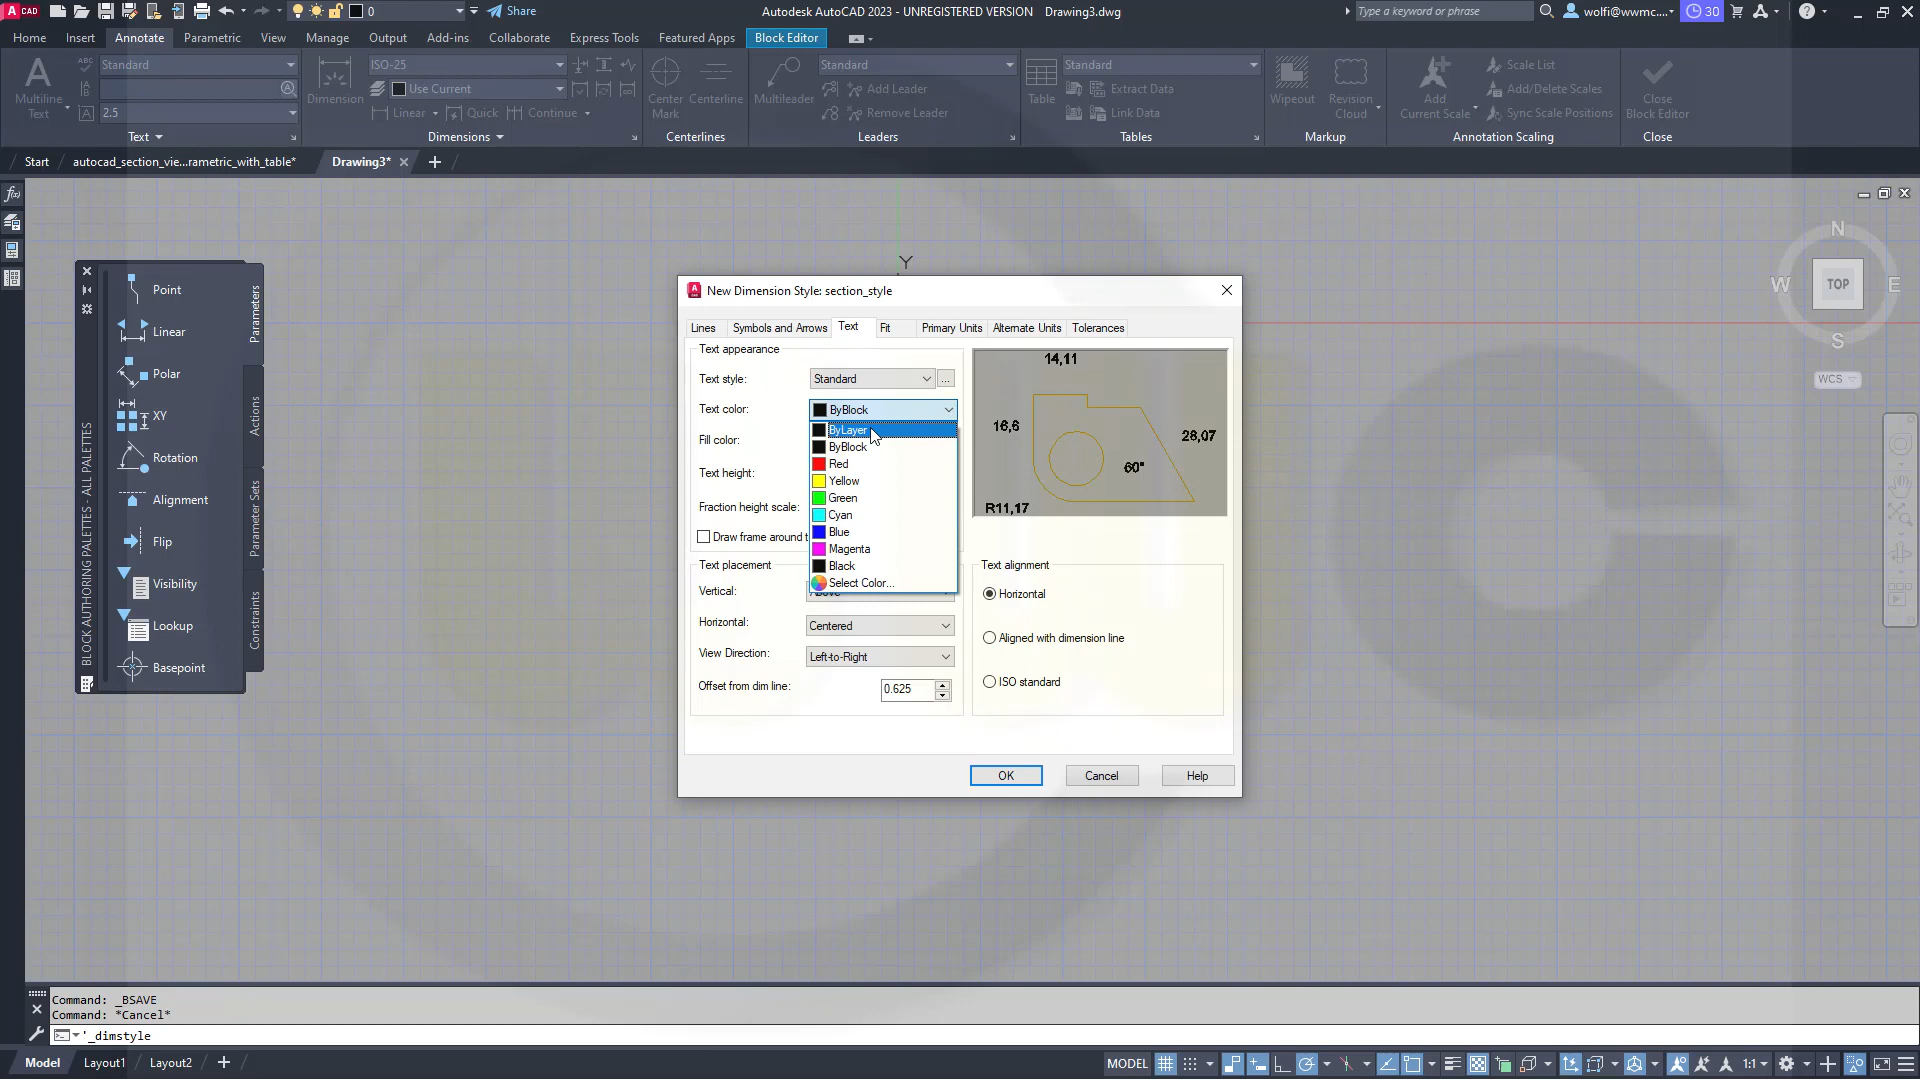 CAD
0
Share
Autodesk AutoCAD 2023 - UNREGISTERED VERSION Drawing3.dwg
Type a keyword or phrase
wolfi@wwmc....
30
Home Insert Annotate Parametric View Manage Output Add-ins Collaborate Express Tools Featured Apps Block Editor
Standard
ISO-25
Standard
Standard
Scale List
Use Current
Add Leader
Extract Data
Add/Delete Scales
2.5
Linear Quick Continue
Remove Leader
Link Data
Sync Scale Positions
Multiline
Text
Dimension
Center
Mark
Centerline
Multileader
Table
Wipeout
Revision
Cloud
Add
Current Scale
Close
Block Editor
Text Dimensions Centerlines Leaders Tables Markup Annotation Scaling Close
Start autocad_section_vie...rametric_with_table* Drawing3*
N
W TOP E
S
WCS
Y
BLOCK AUTHORING PALETTES - ALL PALETTES
Point
Linear
Polar
XY
Rotation
Alignment
Flip
Visibility
Lookup
Basepoint
Parameters
Actions
Parameter Sets
Constraints
New Dimension Style: section_style
Lines Symbols and Arrows Text Fit Primary Units Alternate Units Tolerances
Text appearance
Text style: Standard ...
Text color: ByBlock
Fill color:
Text height:
Fraction height scale:
Draw frame around t
ByLayer
ByBlock
Red
Yellow
Green
Cyan
Blue
Magenta
Black
Select Color...
14,11
16,6
28,07
60°
R11,17
Text placement
Vertical: Above
Horizontal: Centered
View Direction: Left-to-Right
Offset from dim line: 0.625
Text alignment
Horizontal
Aligned with dimension line
ISO standard
OK Cancel Help
Command: _BSAVE
Command: *Cancel*
'_dimstyle
Model Layout1 Layout2
MODEL
1:1